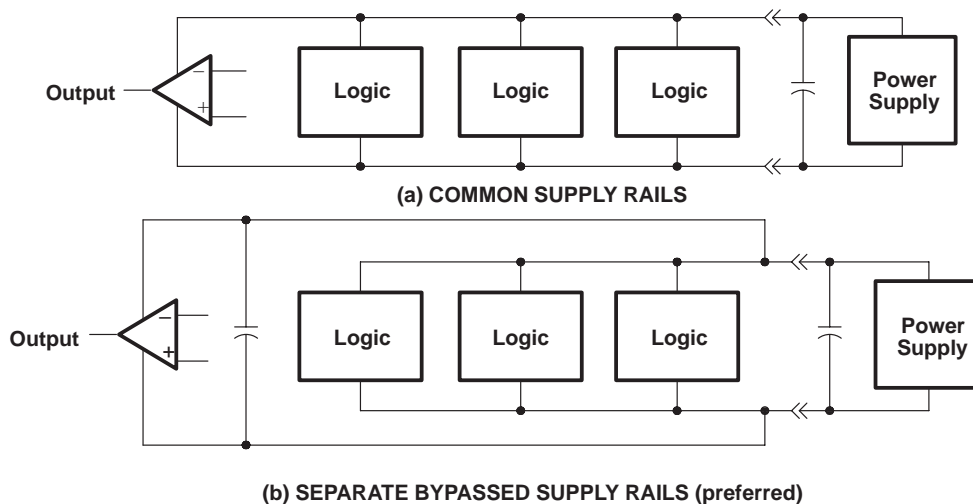 Output
−
+
Logic
Logic
Logic
Power
Supply
(a) COMMON SUPPLY RAILS
Output
−
+
Logic
Logic
Logic
Power
Supply
(b) SEPARATE BYPASSED SUPPLY RAILS (preferred)